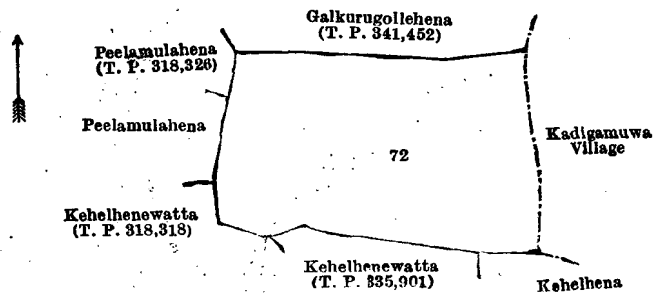 Galkurugollehena
(T. P. 341,452)
Peelamulahena
(T. P. 318,326)
Peelamulahena
72
Kadigamuwa
Village
Kehelhenewatta
(T. P. 318,318)
Kehelhenewatta
(T. P. 335,901)
Kehelhena